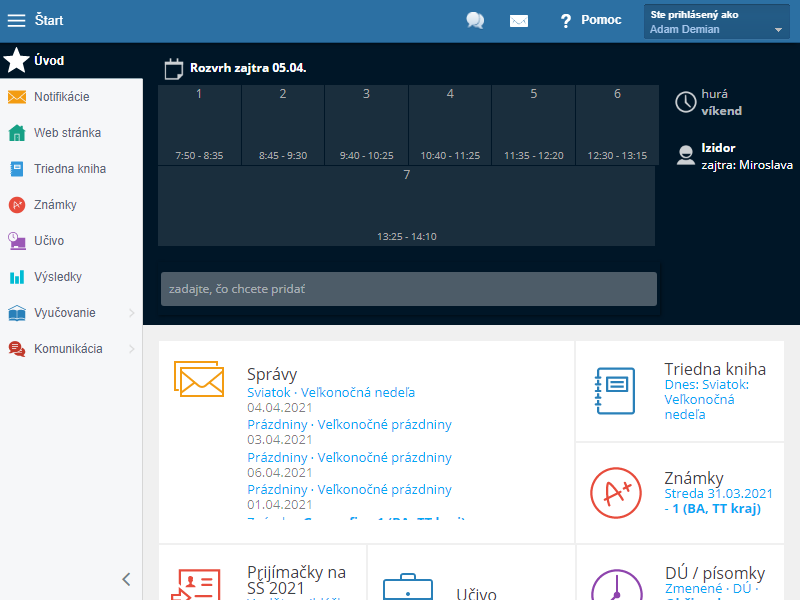 Štart
Pomoc
Ste prihlásený ako
Adam Demian
Úvod
Notifikácie
Web stránka
Triedna kniha
Známky
Učivo
Výsledky
Vyučovanie
Komunikácia
Rozvrh zajtra 05.04.
1 2 3 4 5 6
7:50 - 8:35 8:45 - 9:30 9:40 - 10:25 10:40 - 11:25 11:35 - 12:20 12:30 - 13:15
7
13:25 - 14:10
hurá
víkend
Izidor
zajtra: Miroslava
zadajte, čo chcete pridať
Správy
Sviatok · Veľkonočná nedeľa
04.04.2021
Prázdniny · Veľkonočné prázdniny
03.04.2021
Prázdniny · Veľkonočné prázdniny
06.04.2021
Prázdniny · Veľkonočné prázdniny
01.04.2021
Triedna kniha
Dnes: Sviatok:
Veľkonočná
nedeľa
Známky
Streda 31.03.2021
- 1 (BA, TT kraj)
Prijímačky na
SŠ 2021
Učivo
DÚ / písomky
Zmenené · DÚ ·